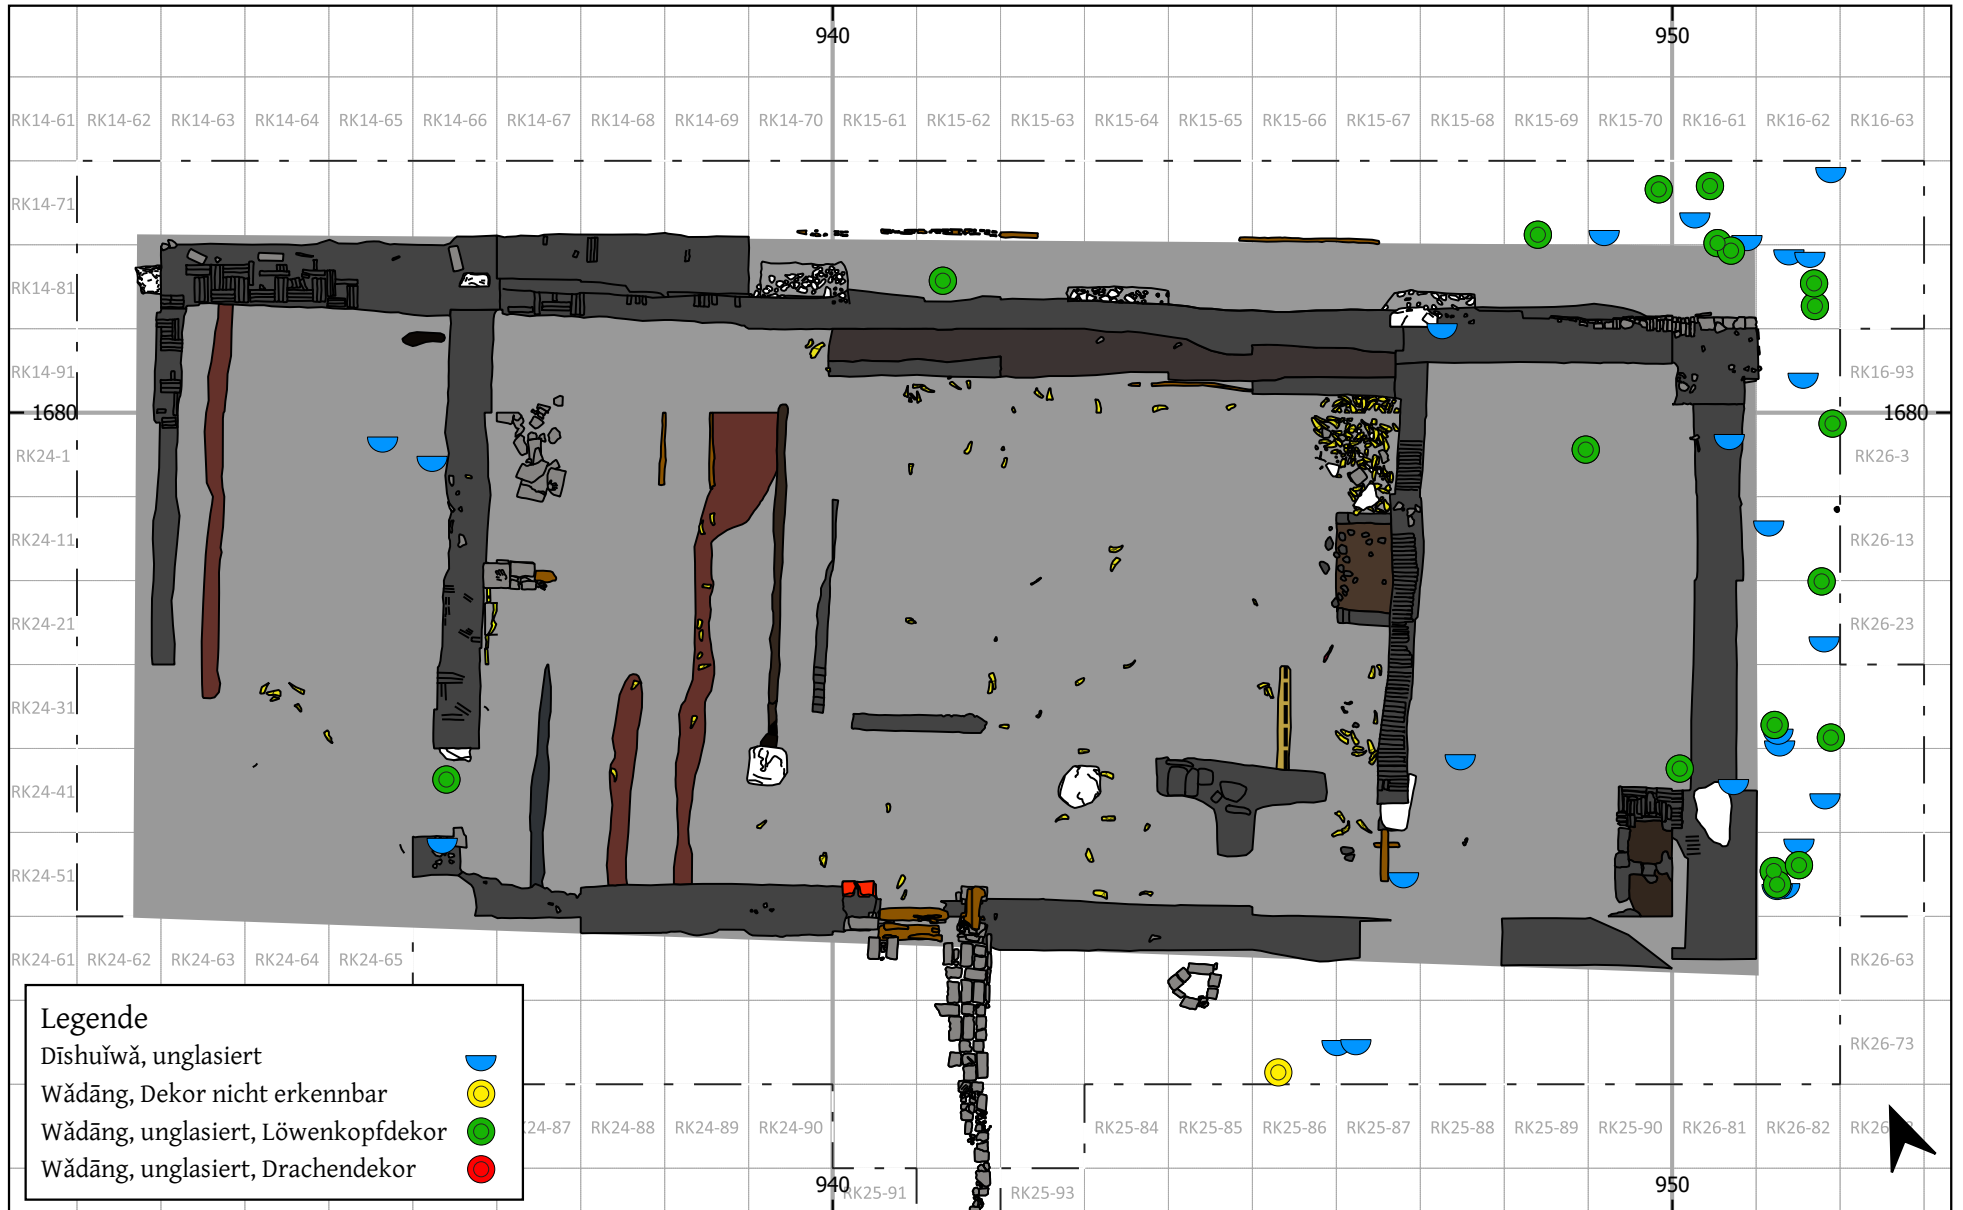 940 950
RK14-61 RK14-62 RK14-63 RK14-64 RK14-65 RK14-66 RK14-67 RK14-68 RK14-69 RK14-70 RK15-61 RK15-62 RK15-63 RK15-64 RK15-65 RK15-66 RK15-67 RK15-68 RK15-69 RK15-70 RK16-61 RK16-62 RK16-63
RK14-71
RK14-81
RK14-91 RK16-93
1680 1680
RK24-1 RK26-3
RK24-11 RK26-13
RK24-21 RK26-23
RK24-31
RK24-41
RK24-51
RK24-61 RK24-62 RK24-63 RK24-64 RK24-65 RK26-63
RK26-73
Legende
Dīshuǐwǎ, unglasiert
Wǎdāng, Dekor nicht erkennbar
Wǎdāng, unglasiert, Löwenkopfdekor
Wǎdāng, unglasiert, Drachendekor
24-87 RK24-88 RK24-89 RK24-90 RK25-84 RK25-85 RK25-86 RK25-87 RK25-88 RK25-89 RK25-90 RK26-81 RK26-82
940 RK25-91 RK25-93 950